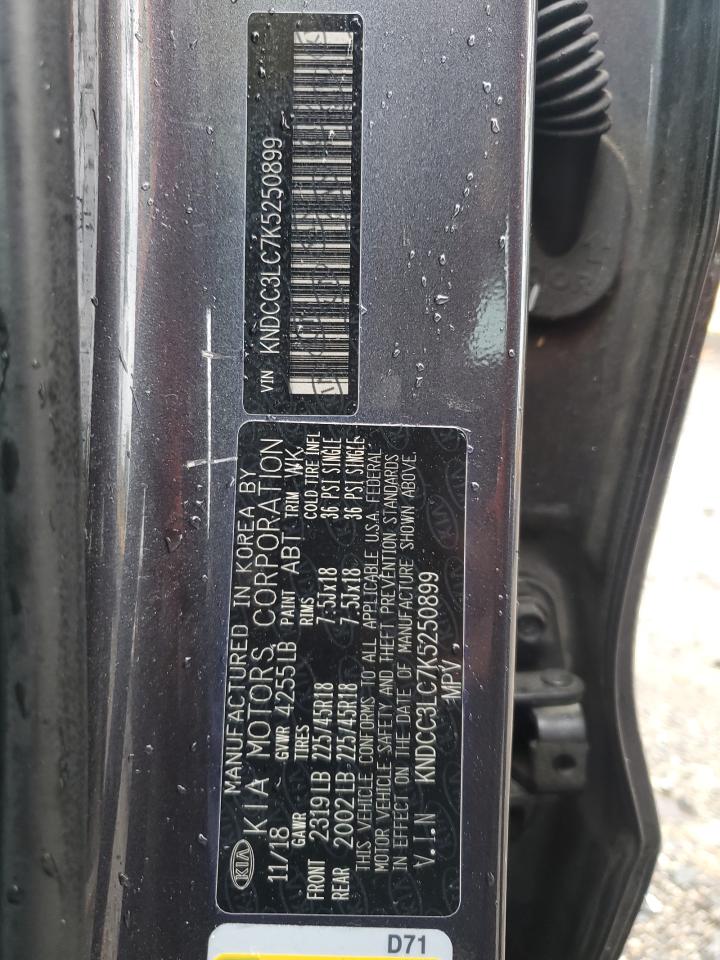 VIN KNDCC3LC7K5250899
MANUFACTURED IN KOREA BY
KIA KIA MOTORS CORPORATION
11/18 GVWR 4255LB PAINT ABT TRIM WK
GAWR TIRES RIMS COLD TIRE INFL
FRONT 2319LB 225/45R18 7.5Jx18 36 PSI SINGLE
REAR 2002LB 225/45R18 7.5Jx18 36 PSI SINGLE
THIS VEHICLE CONFORMS TO ALL APPLICABLE U.S.A. FEDERAL
MOTOR VEHICLE SAFETY AND THEFT PREVENTION STANDARDS
IN EFFECT ON THE DATE OF MANUFACTURE SHOWN ABOVE.
V.I.N KNDCC3LC7K5250899
MPV
D71